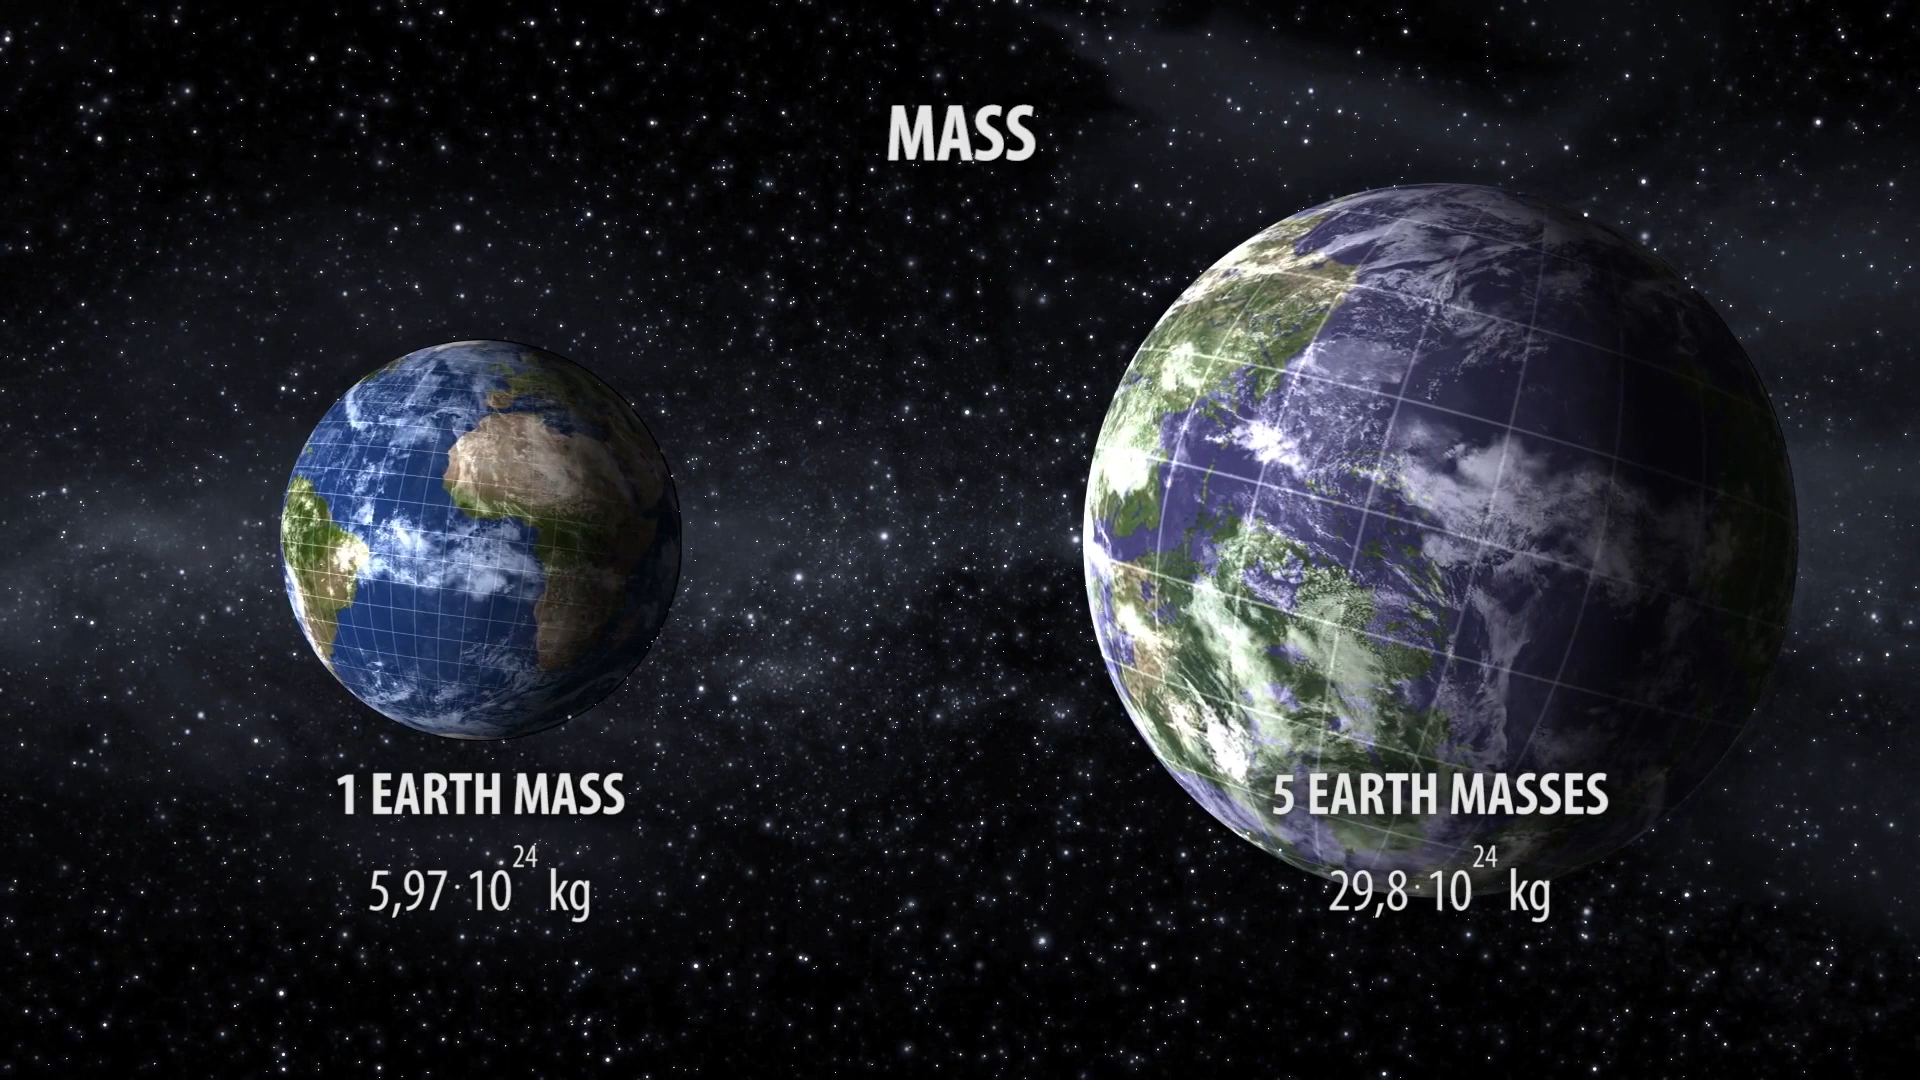 MASS
1 EARTH MASS
5,97·10²⁴ kg
5 EARTH MASSES
29,8·10²⁴ kg